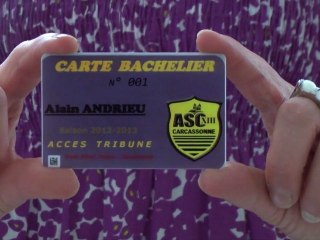 CARTE BACHELIER
N° 001
Alain ANDRIEU
Saison 2012-2013
ASC XIII
CARCASSONNE
ACCES TRIBUNE